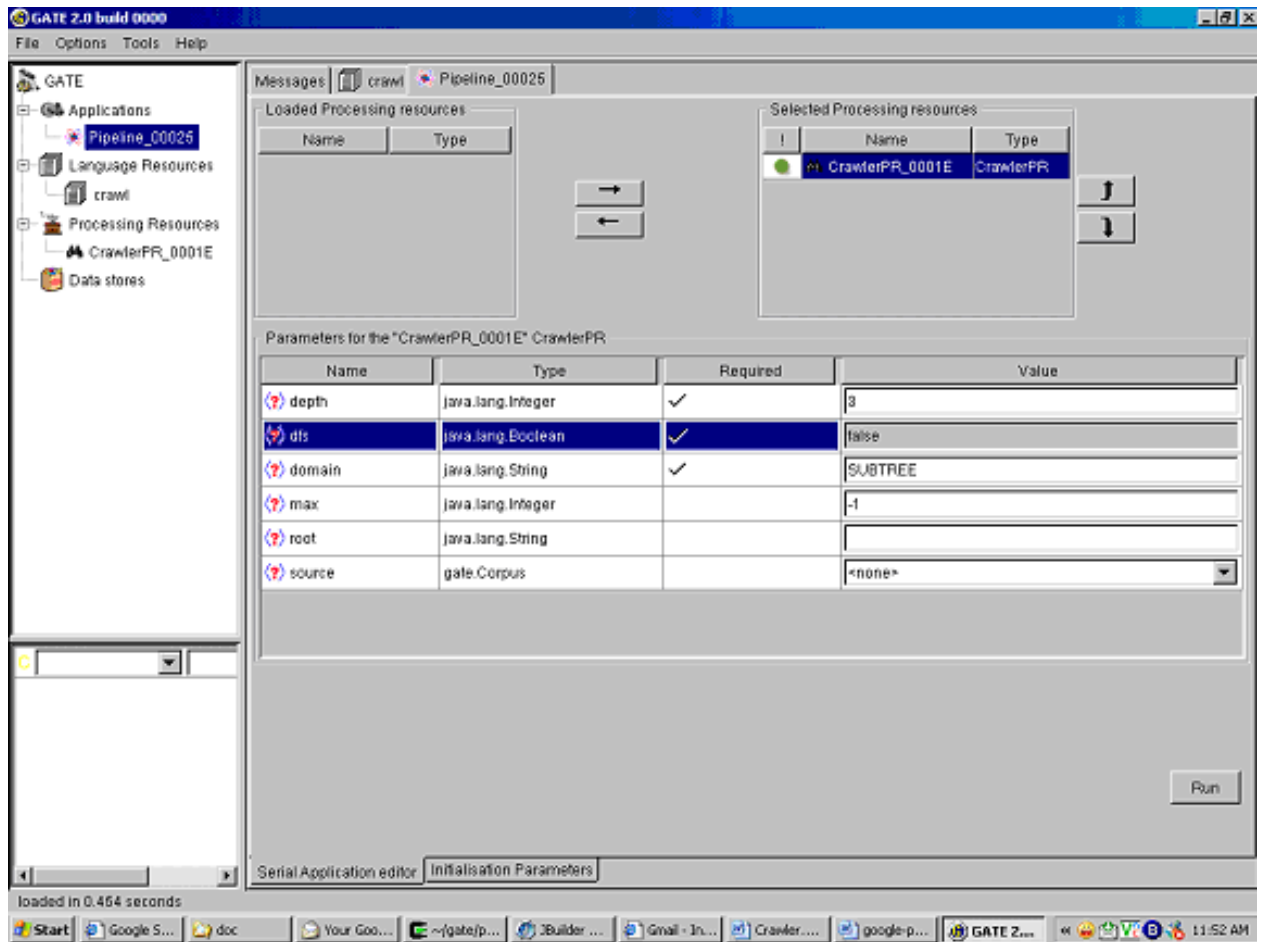 GATE 2.0 build 0000
File Options Tools Help
GATE
Applications
Pipeline_00025
Language Resources
crawl
Processing Resources
CrawlerPR_0001E
Data stores
Messages crawl Pipeline_00025
Loaded Processing resources
Name Type
Selected Processing resources
! Name Type
CrawlerPR_0001E CrawlerPR
Parameters for the "CrawlerPR_0001E" CrawlerPR
Name Type Required Value
<?> depth java.lang.Integer ✓ 3
<?> dfs java.lang.Boolean ✓ false
<?> domain java.lang.String ✓ SUBTREE
<?> max java.lang.Integer -1
<?> root java.lang.String
<?> source gate.Corpus <none>
C
Run
Serial Application editor Initialisation Parameters
loaded in 0.464 seconds
Start Google S... doc Your Goo... ~/gate/p... JBuilder ... Gmail - In... Crawler.... google-p... GATE 2.... « 11:52 AM